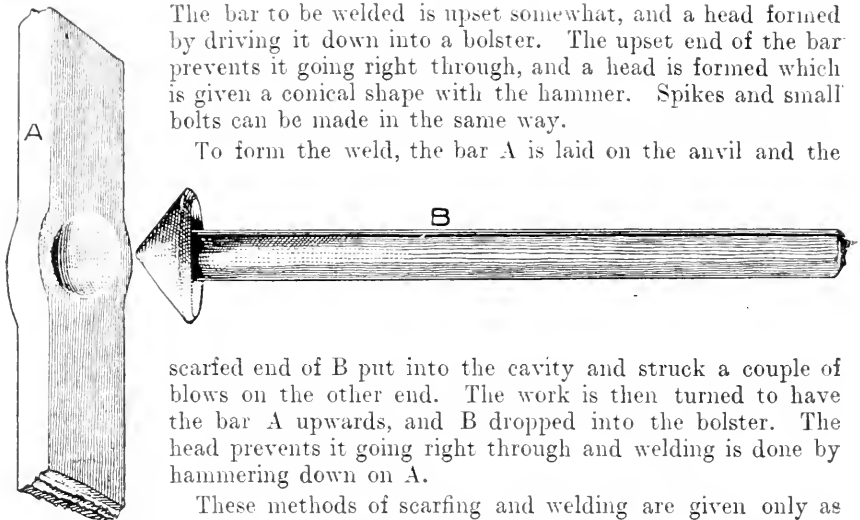 The bar to be welded is upset somewhat, and a head formed
by driving it down into a bolster. The upset end of the bar
prevents it going right through, and a head is formed which
is given a conical shape with the hammer. Spikes and small
bolts can be made in the same way.
To form the weld, the bar A is laid on the anvil and the
A
B
scarfed end of B put into the cavity and struck a couple of
blows on the other end. The work is then turned to have
the bar A upwards, and B dropped into the bolster. The
head prevents it going right through and welding is done by
hammering down on A.
These methods of scarfing and welding are given only as